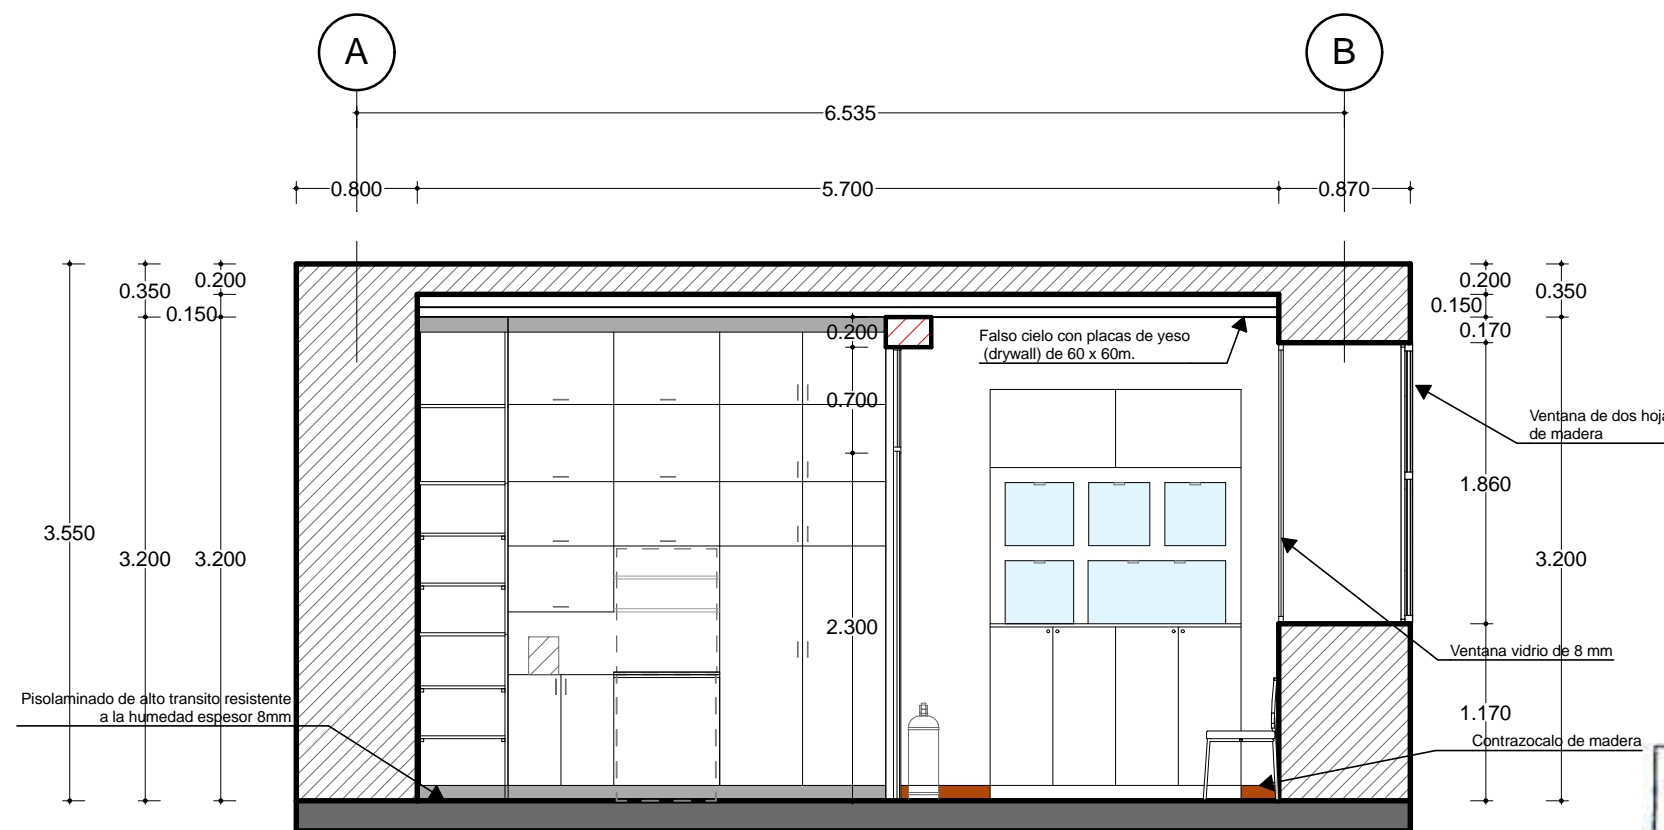 A
B
6.535
0.800
5.700
0.870
0.200
0.350
0.150
3.550
3.200
3.200
0.200
0.700
2.300
Falso cielo con placas de yeso
(drywall) de 60 x 60m.
0.200
0.350
0.150
0.170
Ventana de dos hoja
de madera
1.860
3.200
Ventana vidrio de 8 mm
1.170
Contrazocalo de madera
Pisolaminado de alto transito resistente
a la humedad espesor 8mm